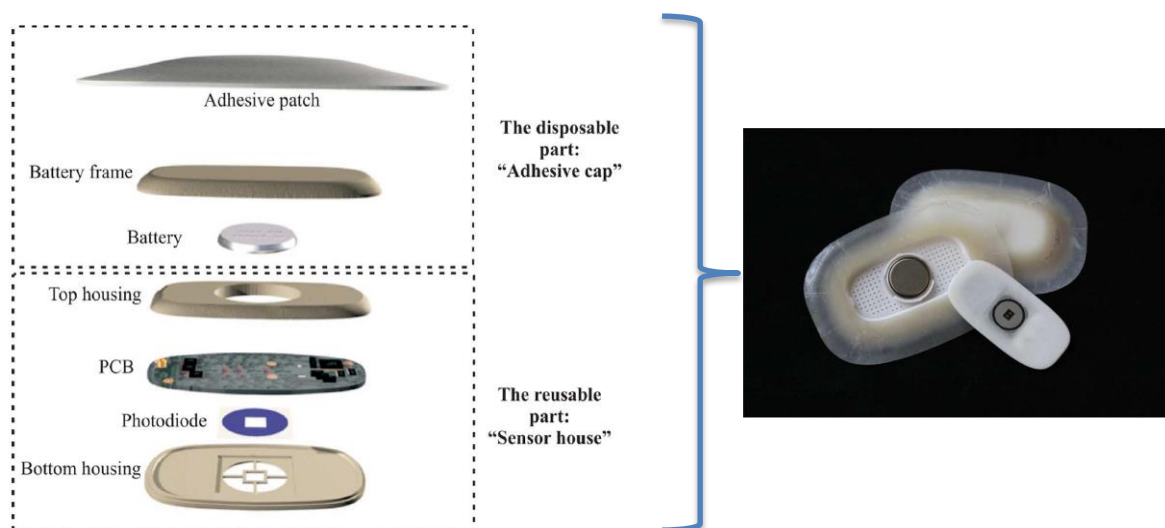 Adhesive patch
Battery frame
Battery
The disposable
part:
“Adhesive cap”
Top housing
PCB
Photodiode
Bottom housing
The reusable
part:
“Sensor house”